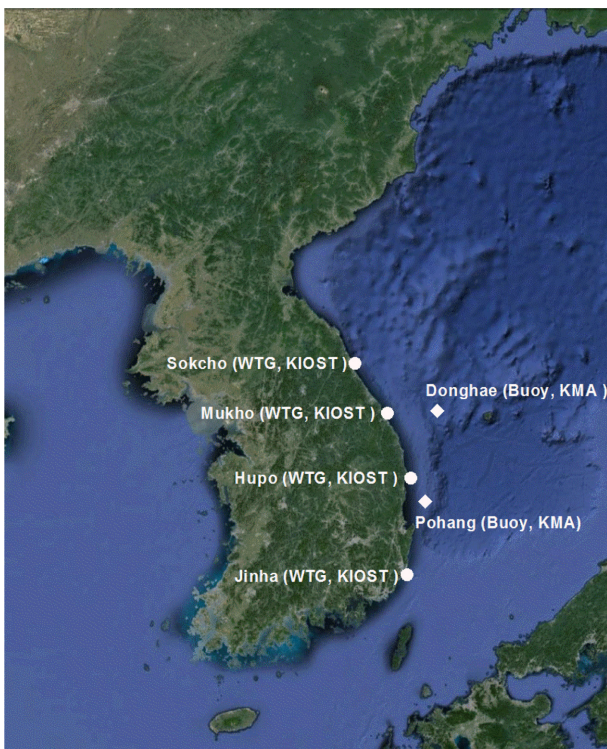 Sokcho (WTG, KIOST )
Donghae (Buoy, KMA )
Mukho (WTG, KIOST )
Hupo (WTG, KIOST )
Pohang (Buoy, KMA)
Jinha (WTG, KIOST )